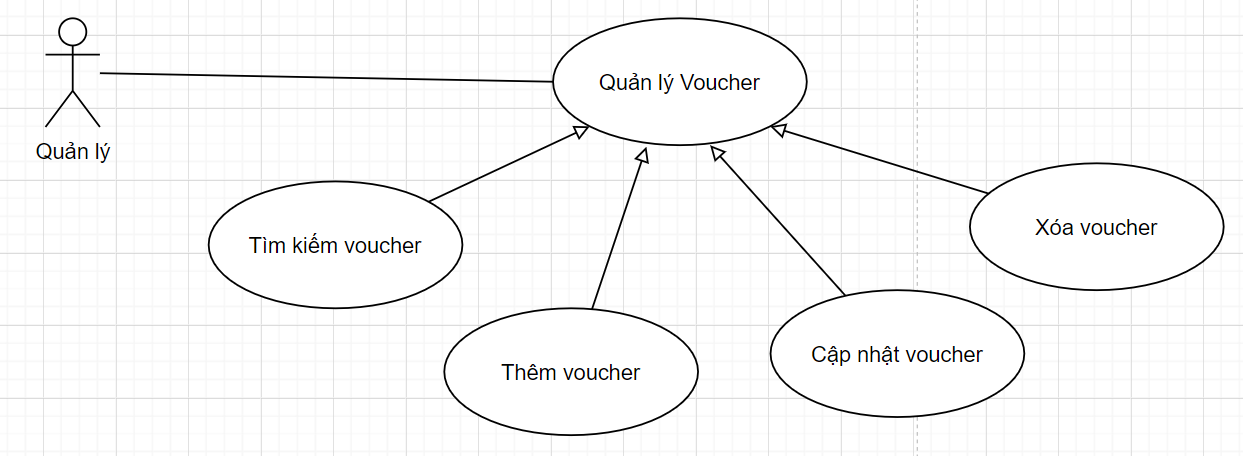 Quản lý Voucher
Quản lý
Tìm kiếm voucher
Thêm voucher
Cập nhật voucher
Xóa voucher